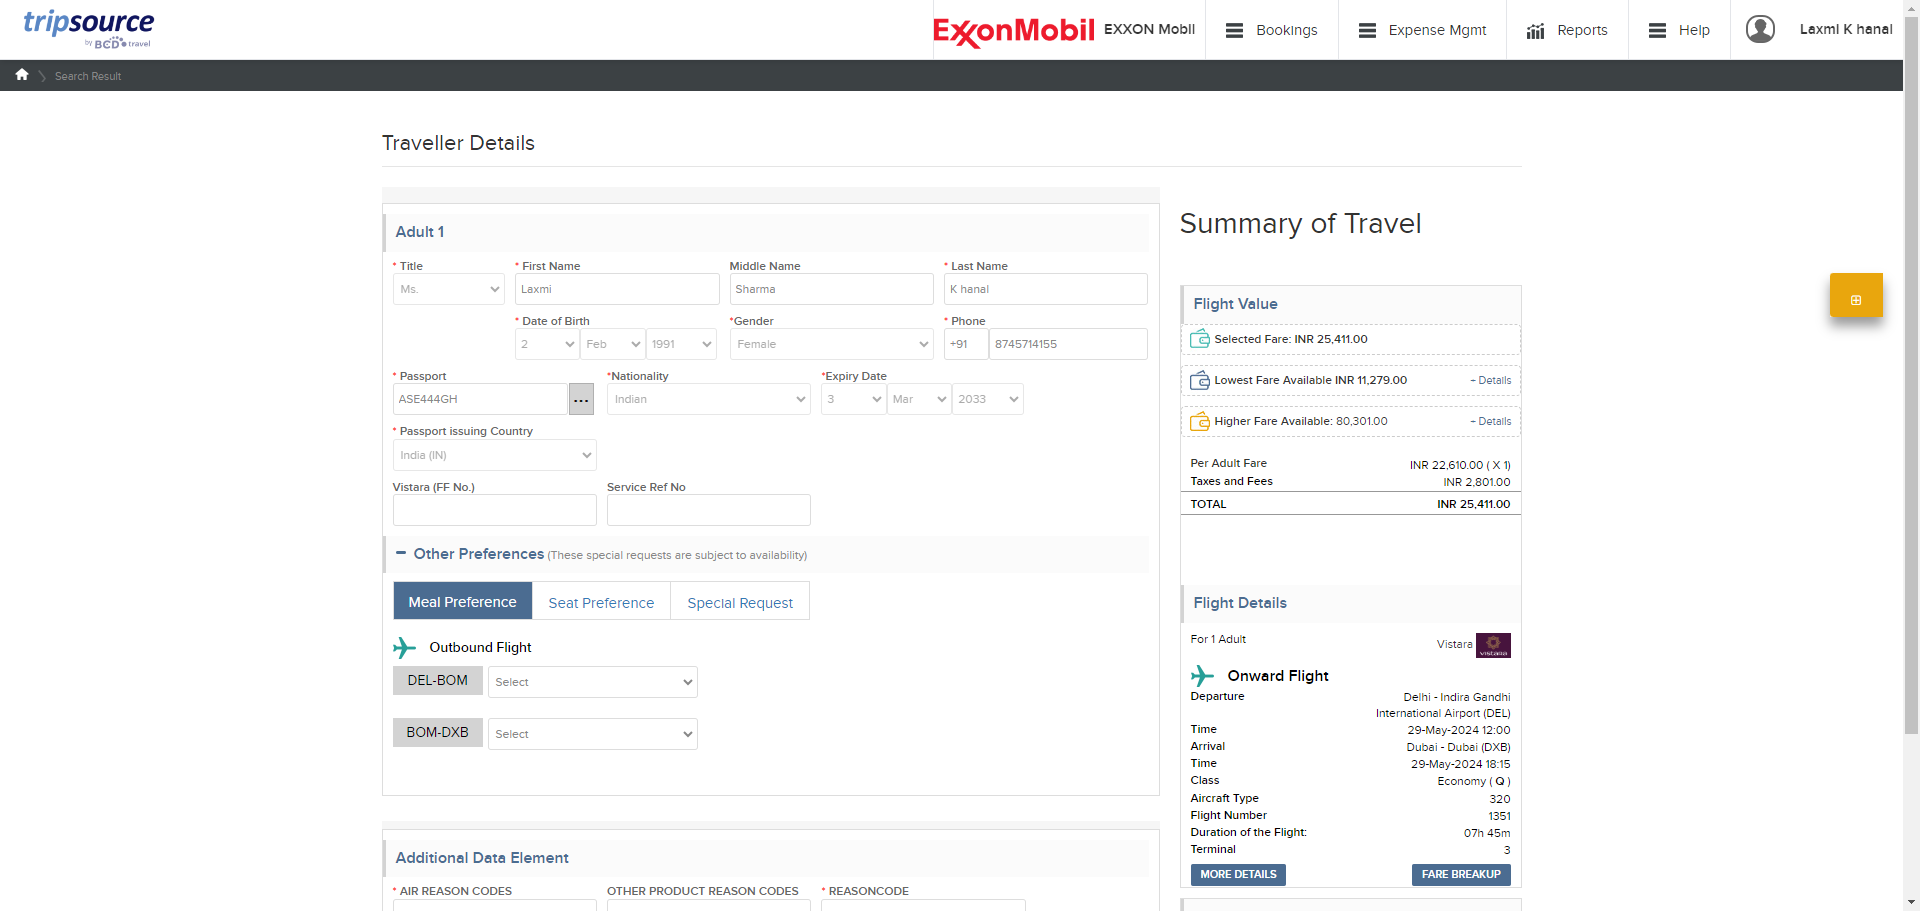 tripsource
by BCD travel
ExxonMobil
EXXON Mobil
Bookings
Expense Mgmt
Reports
Help
Laxmi K hanal
Search Result
Traveller Details
Adult 1
* Title
* First Name
Middle Name
* Last Name
Ms.
Laxmi
Sharma
K hanal
* Date of Birth
*Gender
* Phone
2
Feb
1991
Female
+91
8745714155
* Passport
*Nationality
*Expiry Date
ASE444GH
...
Indian
3
Mar
2033
* Passport issuing Country
India (IN)
Vistara (FF No.)
Service Ref No
− Other Preferences (These special requests are subject to availability)
Meal Preference
Seat Preference
Special Request
Outbound Flight
DEL-BOM
Select
BOM-DXB
Select
Additional Data Element
* AIR REASON CODES
OTHER PRODUCT REASON CODES
* REASONCODE
Summary of Travel
Flight Value
Selected Fare: INR 25,411.00
Lowest Fare Available INR 11,279.00
+ Details
Higher Fare Available: 80,301.00
+ Details
Per Adult Fare
INR 22,610.00 ( X 1)
Taxes and Fees
INR 2,801.00
TOTAL
INR 25,411.00
Flight Details
For 1 Adult
Vistara
VISTARA
Onward Flight
Departure
Delhi - Indira Gandhi
International Airport (DEL)
Time
29-May-2024 12:00
Arrival
Dubai - Dubai (DXB)
Time
29-May-2024 18:15
Class
Economy ( Q )
Aircraft Type
320
Flight Number
1351
Duration of the Flight:
07h 45m
Terminal
3
MORE DETAILS
FARE BREAKUP